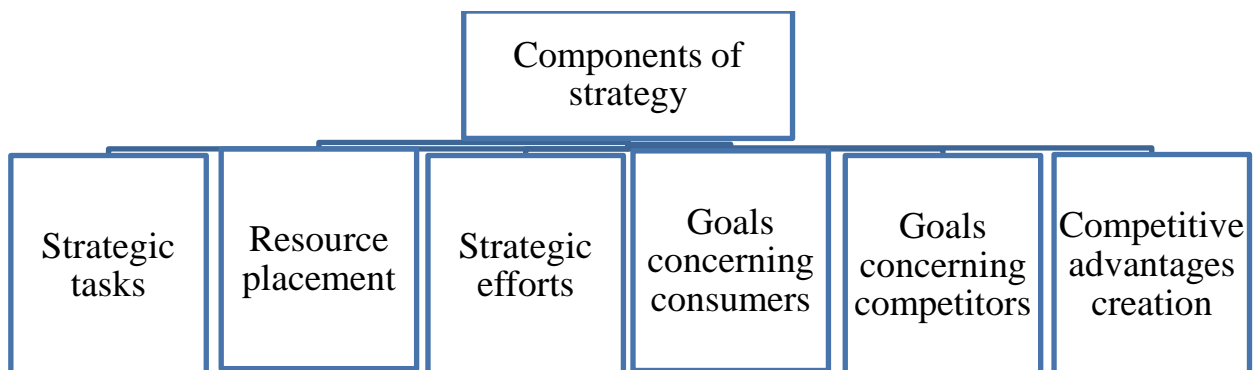 Components of
strategy
Strategic
tasks
Resource
placement
Strategic
efforts
Goals
concerning
consumers
Goals
concerning
competitors
Competitive
advantages
creation